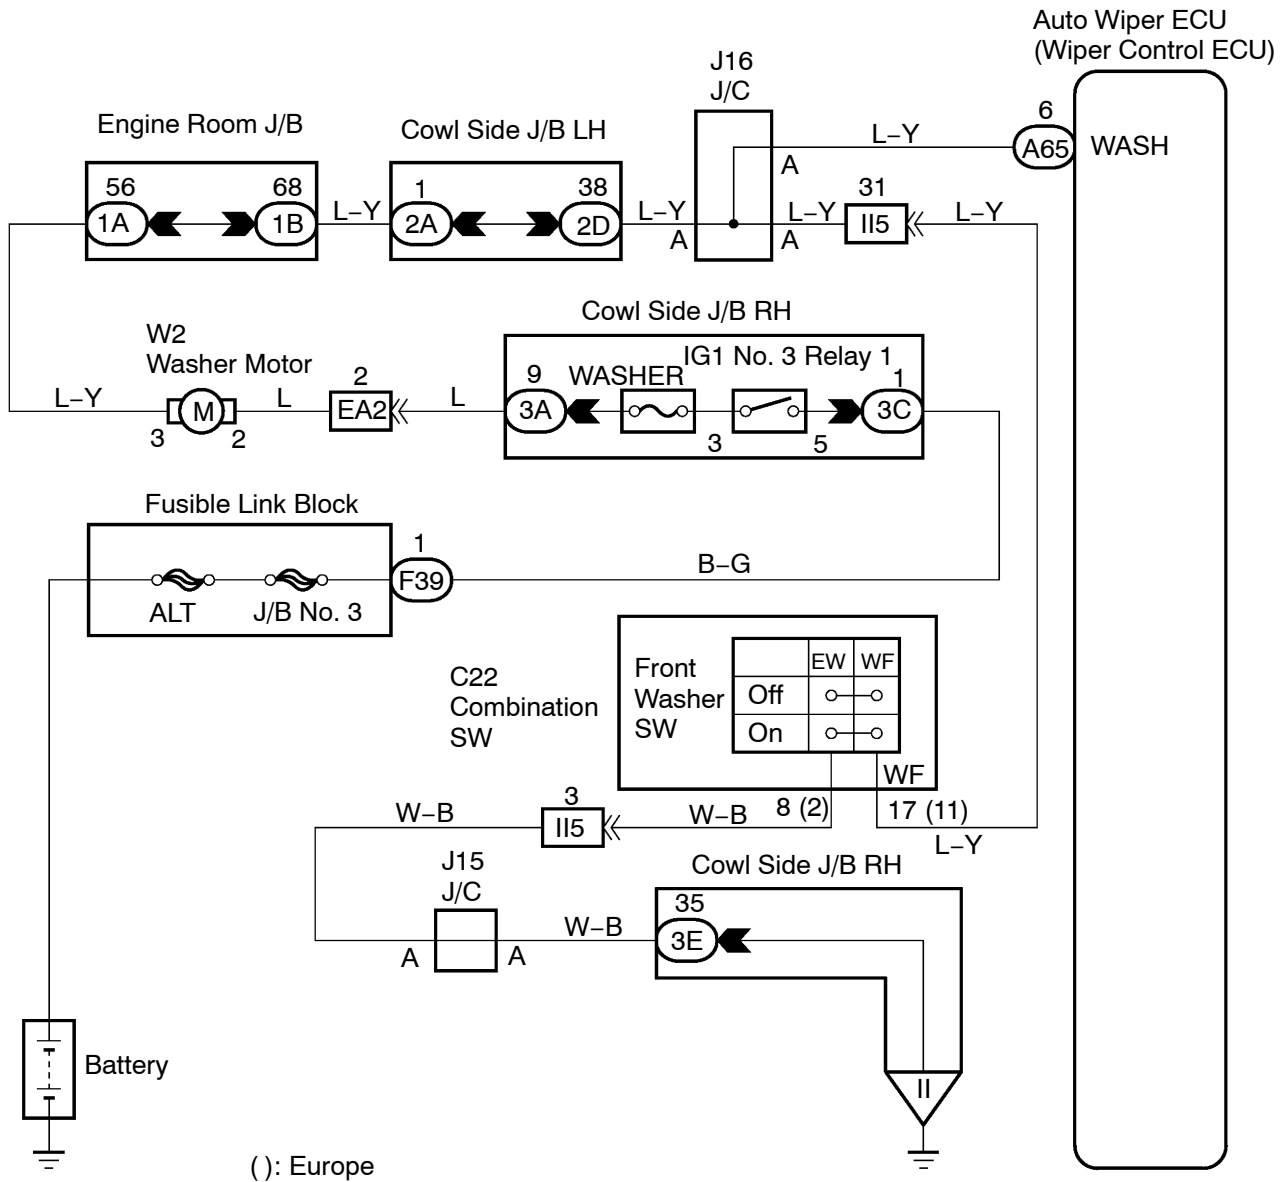 Auto Wiper ECU
(Wiper Control ECU)
J16
J/C
Engine Room J/B
Cowl Side J/B LH
6
A65
WASH
L–Y
A
56
68
1
38
31
1A
1B
L–Y
2A
2D
L–Y
A
L–Y
A
II5
L–Y
Cowl Side J/B RH
W2
Washer Motor
IG1 No. 3 Relay 1
WASHER
9
1
2
L–Y
M
3
2
L
EA2
L
3A
3
5
3C
Fusible Link Block
1
F39
B–G
ALT
J/B No. 3
C22
Combination
SW
Front
Washer
SW
EW
WF
Off
On
WF
8 (2)
17 (11)
L–Y
3
W–B
II5
W–B
J15
J/C
Cowl Side J/B RH
35
A
A
W–B
3E
Battery
II
( ): Europe